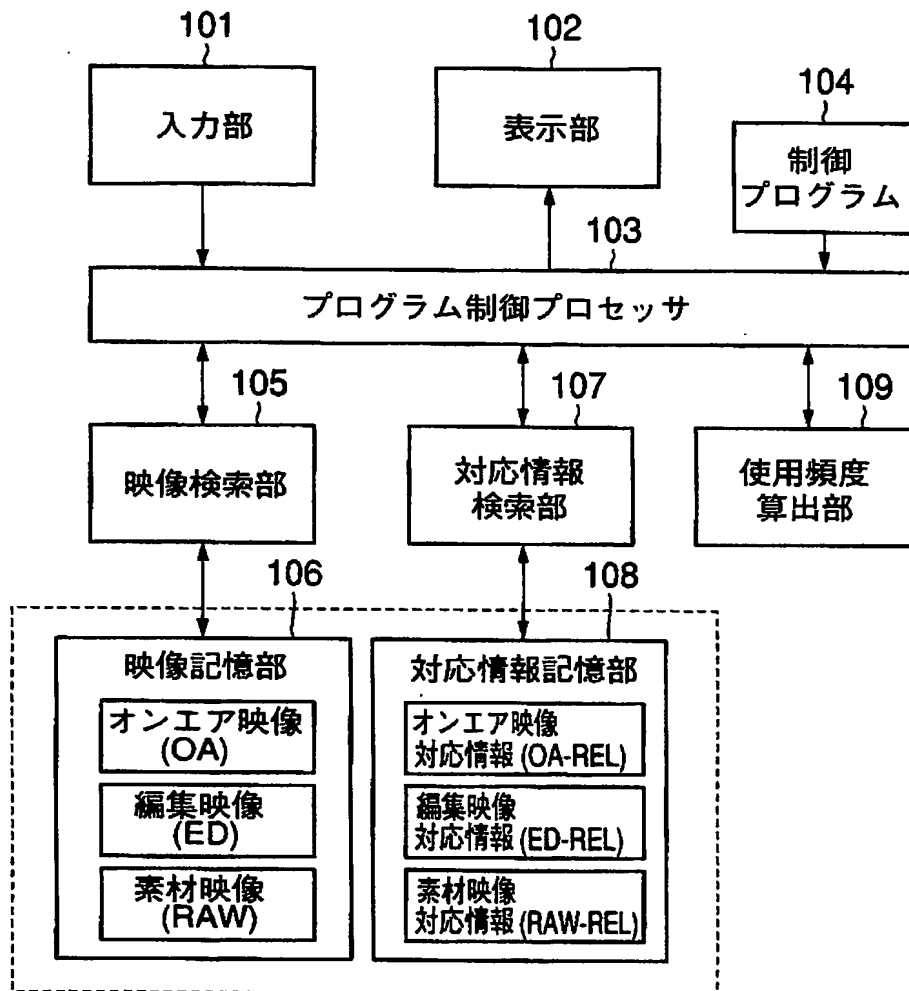 101
102
104
入力部
表示部
制御
プログラム
103
プログラム制御プロセッサ
105
107
109
映像検索部
対応情報
検索部
使用頻度
算出部
106
108
映像記憶部
オンエア映像
(OA)
編集映像
(ED)
素材映像
(RAW)
対応情報記憶部
オンエア映像
対応情報(OA-REL)
編集映像
対応情報(ED-REL)
素材映像
対応情報(RAW-REL)